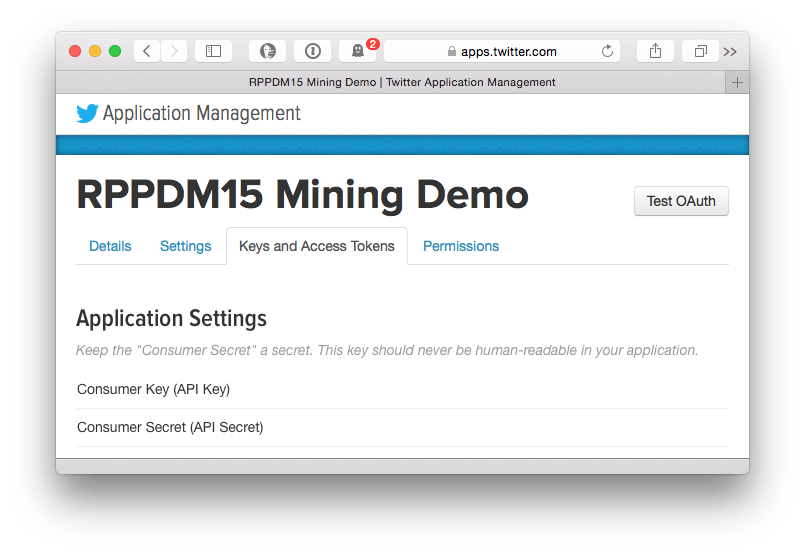 2
apps.twitter.com
RPPDM15 Mining Demo | Twitter Application Management
Application Management
RPPDM15 Mining Demo
Test OAuth
Details Settings Keys and Access Tokens Permissions
Application Settings
Keep the "Consumer Secret" a secret. This key should never be human-readable in your application.
Consumer Key (API Key)
Consumer Secret (API Secret)